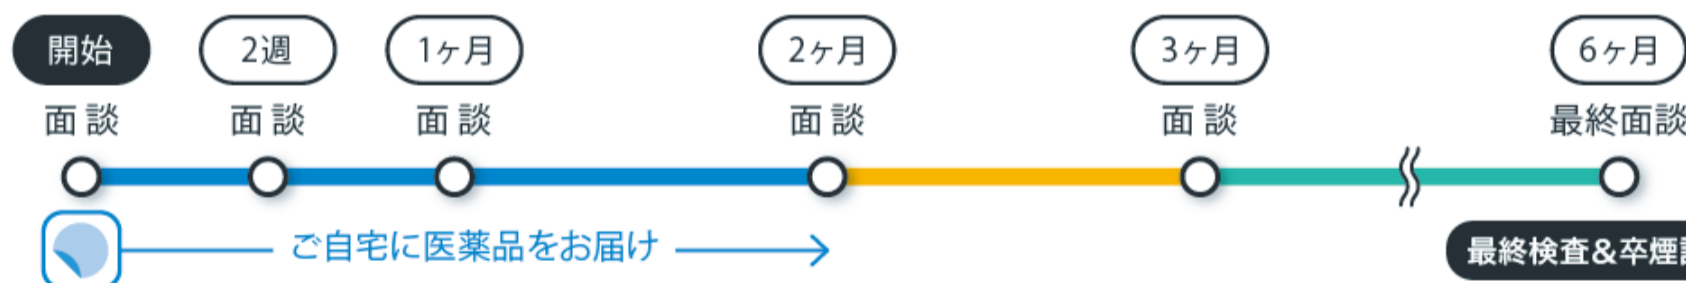 開始
2週
1ヶ月
2ヶ月
3ヶ月
6ヶ月
面談
面談
面談
面談
面談
最終面談
ご自宅に医薬品をお届け
最終検査&卒煙